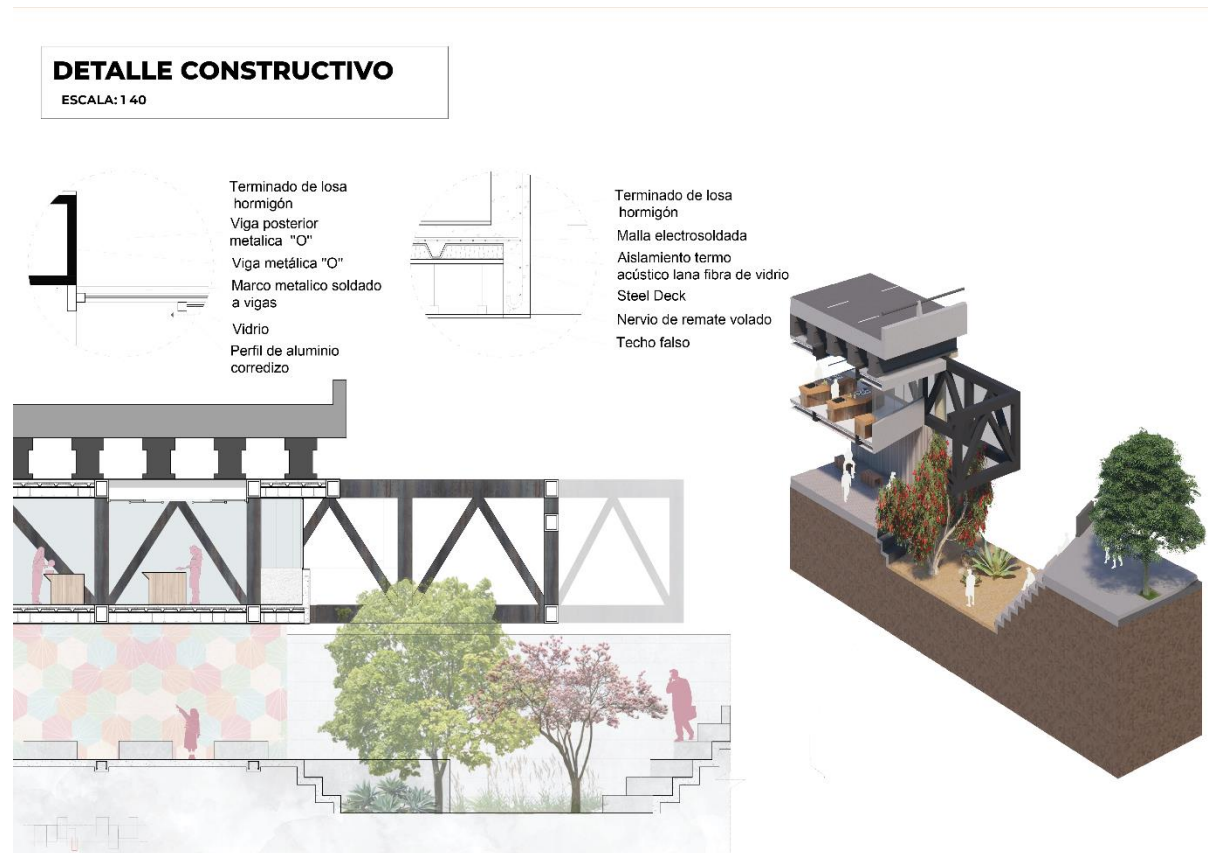 DETALLE CONSTRUCTIVO
ESCALA: 1 40
Terminado de losa
hormigón
Viga posterior
metalica "O"
Viga metálica "O"
Marco metalico soldado
a vigas
Vidrio
Perfil de aluminio
corredizo
Terminado de losa
hormigón
Malla electrosoldada
Aislamiento termo
acústico lana fibra de vidrio
Steel Deck
Nervio de remate volado
Techo falso